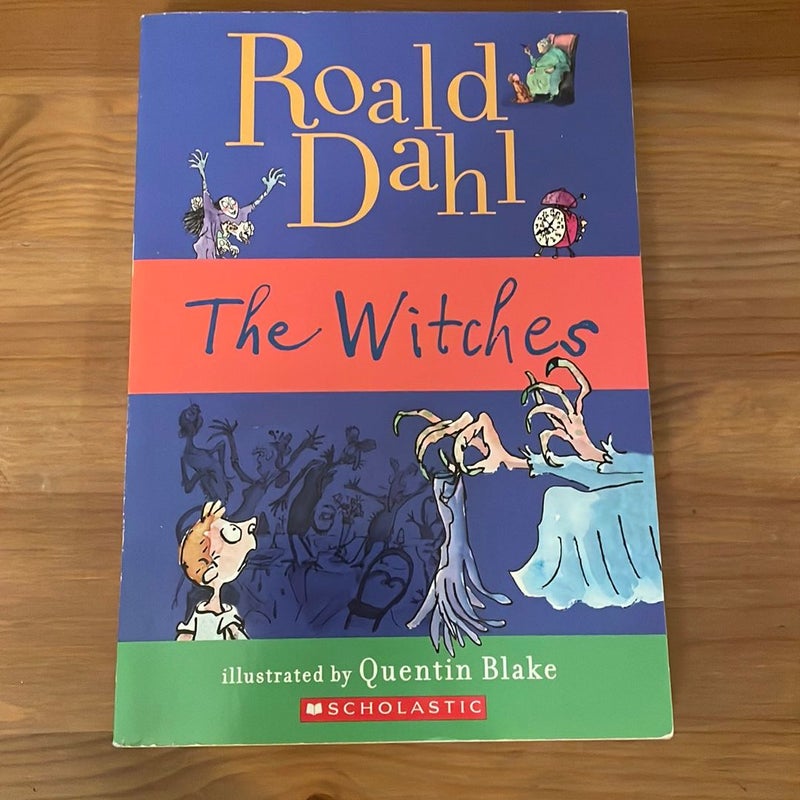 Roald
Dahl
The Witches
illustrated by Quentin Blake
SCHOLASTIC